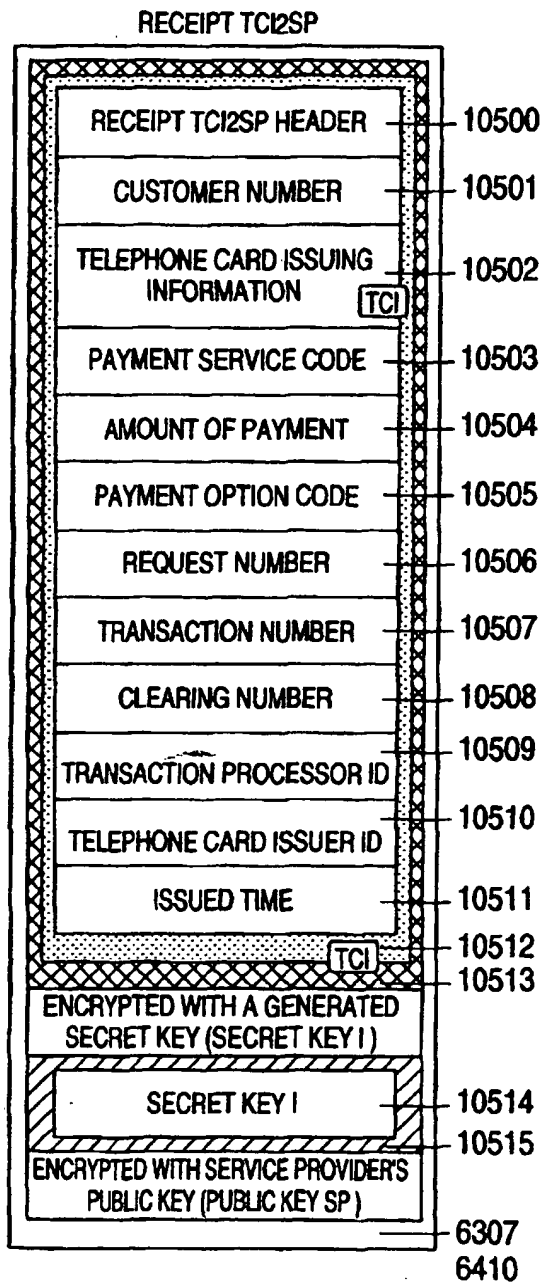 RECEIPT TCI2SP
RECEIPT TCI2SP HEADER
10500
CUSTOMER NUMBER
10501
TELEPHONE CARD ISSUING
INFORMATION
10502
TCI
PAYMENT SERVICE CODE
10503
AMOUNT OF PAYMENT
10504
PAYMENT OPTION CODE
10505
REQUEST NUMBER
10506
TRANSACTION NUMBER
10507
CLEARING NUMBER
10508
10509
TRANSACTION PROCESSOR ID
10510
TELEPHONE CARD ISSUER ID
ISSUED TIME
10511
10512
TCI
10513
ENCRYPTED WITH A GENERATED
SECRET KEY (SECRET KEY I)
SECRET KEY I
10514
10515
ENCRYPTED WITH SERVICE PROVIDER'S
PUBLIC KEY (PUBLIC KEY SP)
6307
6410